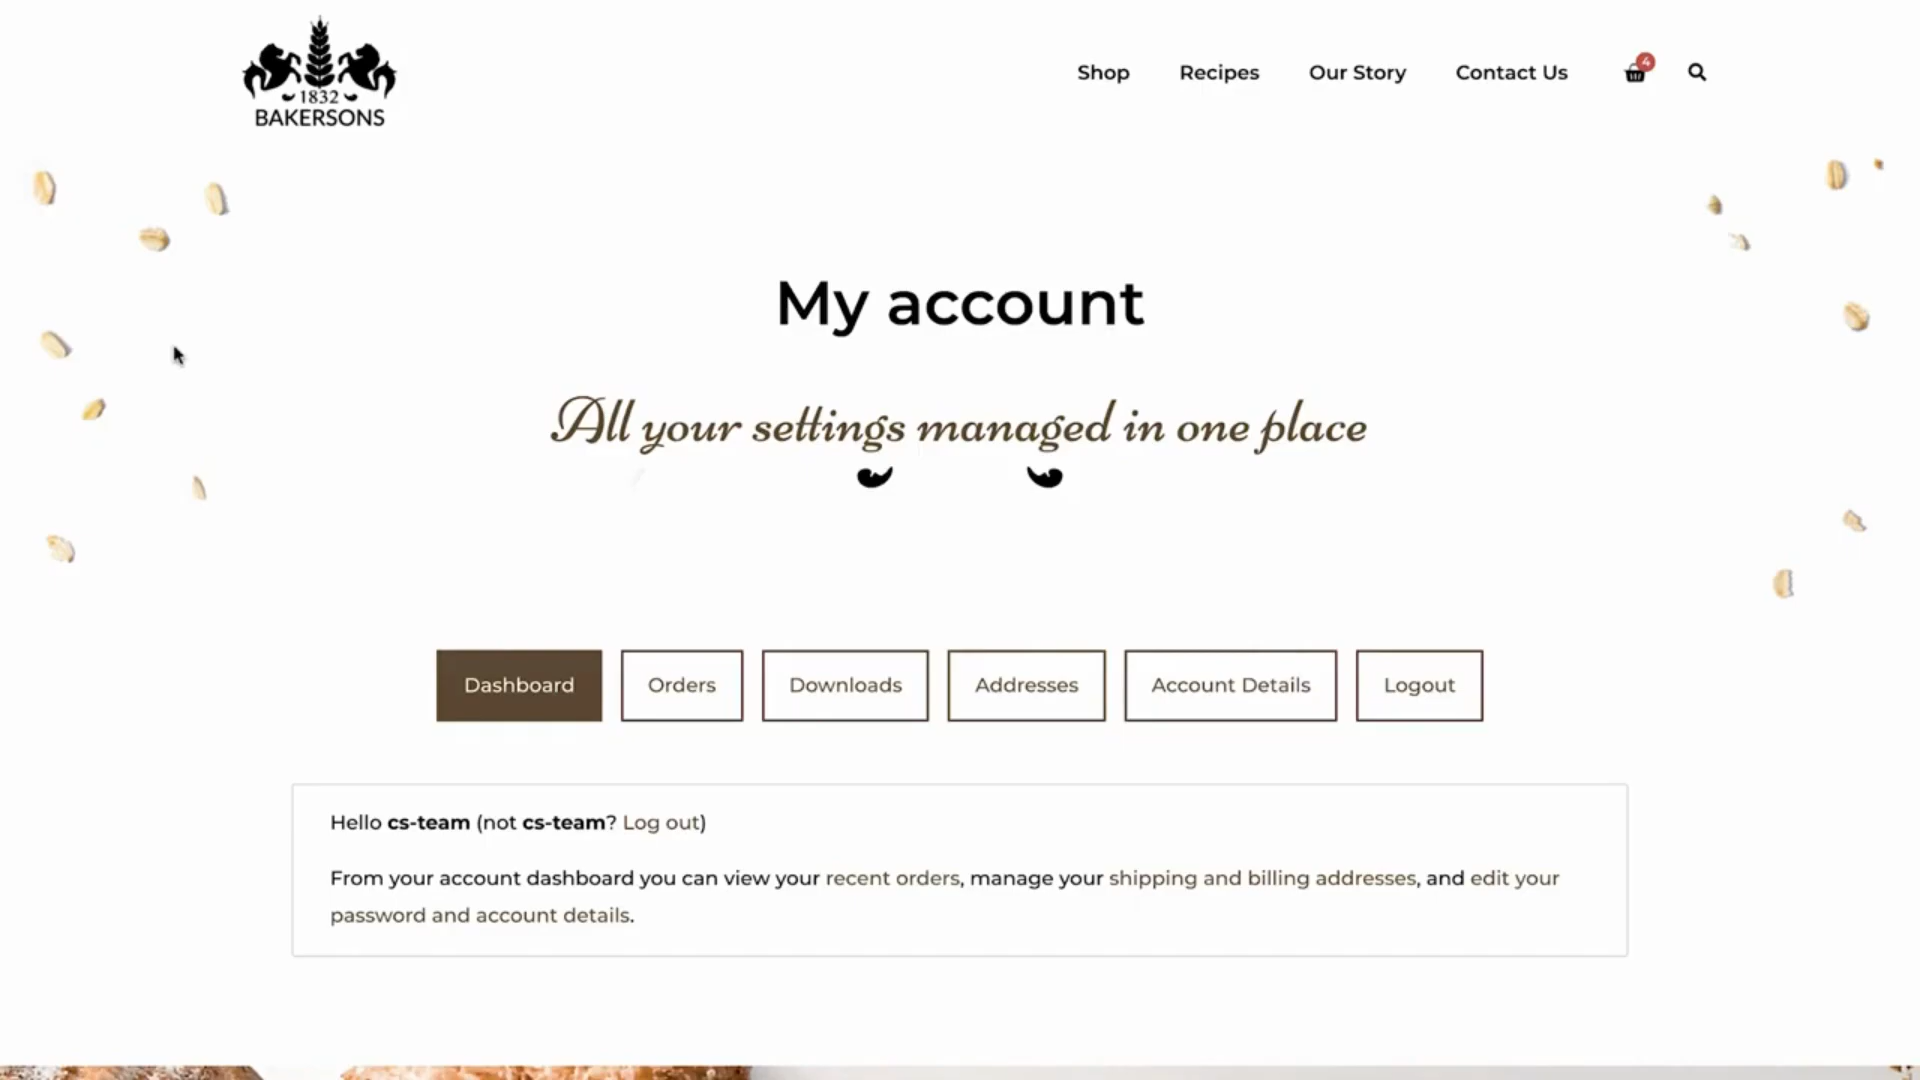 1832
BAKERSONS
Shop Recipes Our Story Contact Us 4
My account
All your settings managed in one place
Dashboard Orders Downloads Addresses Account Details Logout
Hello cs-team (not cs-team? Log out)
From your account dashboard you can view your recent orders, manage your shipping and billing addresses, and edit your
password and account details.